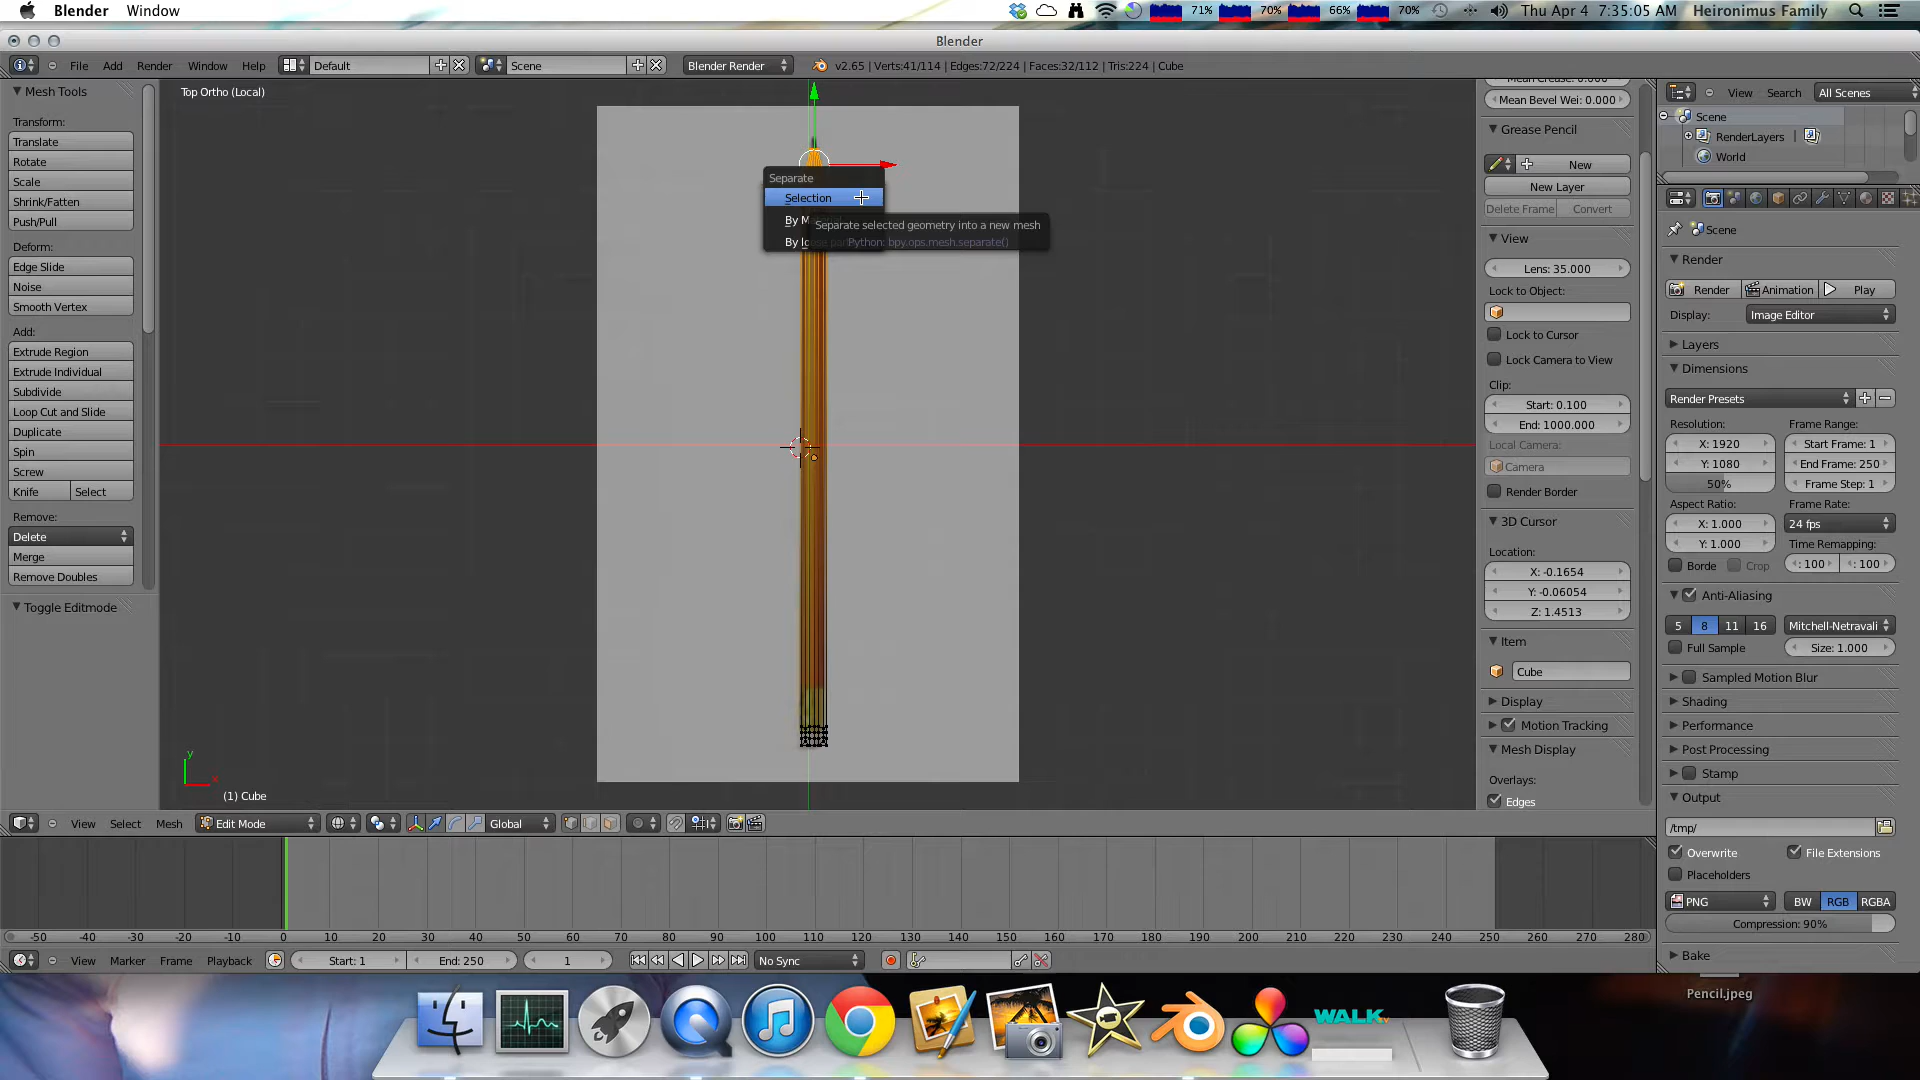 Blender Window
71% 70% 66% 70% Thu Apr 4 7:35:05 AM Heironimus Family
Blender
File Add Render Window Help Default Scene Blender Render v2.65 | Verts:41/114 | Edges:72/224 | Faces:32/112 | Tris:224 | Cube
Mesh Tools
Transform:
Translate
Rotate
Scale
Shrink/Fatten
Push/Pull
Deform:
Edge Slide
Noise
Smooth Vertex
Add:
Extrude Region
Extrude Individual
Subdivide
Loop Cut and Slide
Duplicate
Spin
Screw
Knife Select
Remove:
Delete
Merge
Remove Doubles
Toggle Editmode
Top Ortho (Local)
Separate
Selection
By M
By
Separate selected geometry into a new mesh
Python: bpy.ops.mesh.separate()
y
x
(1) Cube
View Select Mesh Edit Mode Global
Mean Bevel Wei: 0.000
Grease Pencil
New
New Layer
Delete Frame Convert
View
Lens: 35.000
Lock to Object:
Lock to Cursor
Lock Camera to View
Clip:
Start: 0.100
End: 1000.000
Local Camera:
Camera
Render Border
3D Cursor
Location:
X: -0.1654
Y: -0.06054
Z: 1.4513
Item
Cube
Display
Motion Tracking
Mesh Display
Overlays:
Edges
View Search All Scenes
Scene
RenderLayers
World
Scene
Render
Render Animation Play
Display: Image Editor
Layers
Dimensions
Render Presets
Resolution: Frame Range:
X: 1920 Start Frame: 1
Y: 1080 End Frame: 250
50% Frame Step: 1
Aspect Ratio: Frame Rate:
X: 1.000 24 fps
Y: 1.000 Time Remapping:
Borde Crop : 100 : 100
Anti-Aliasing
5 8 11 16 Mitchell-Netravali
Full Sample Size: 1.000
Sampled Motion Blur
Shading
Performance
Post Processing
Stamp
Output
/tmp/
Overwrite File Extensions
Placeholders
PNG BW RGB RGBA
Compression: 90%
Bake
-50 -40 -30 -20 -10 0 10 20 30 40 50 60 70 80 90 100 110 120 130 140 150 160 170 180 190 200 210 220 230 240 250 260 270 280
View Marker Frame Playback Start: 1 End: 250 1 No Sync
Pencil.jpeg
WALK